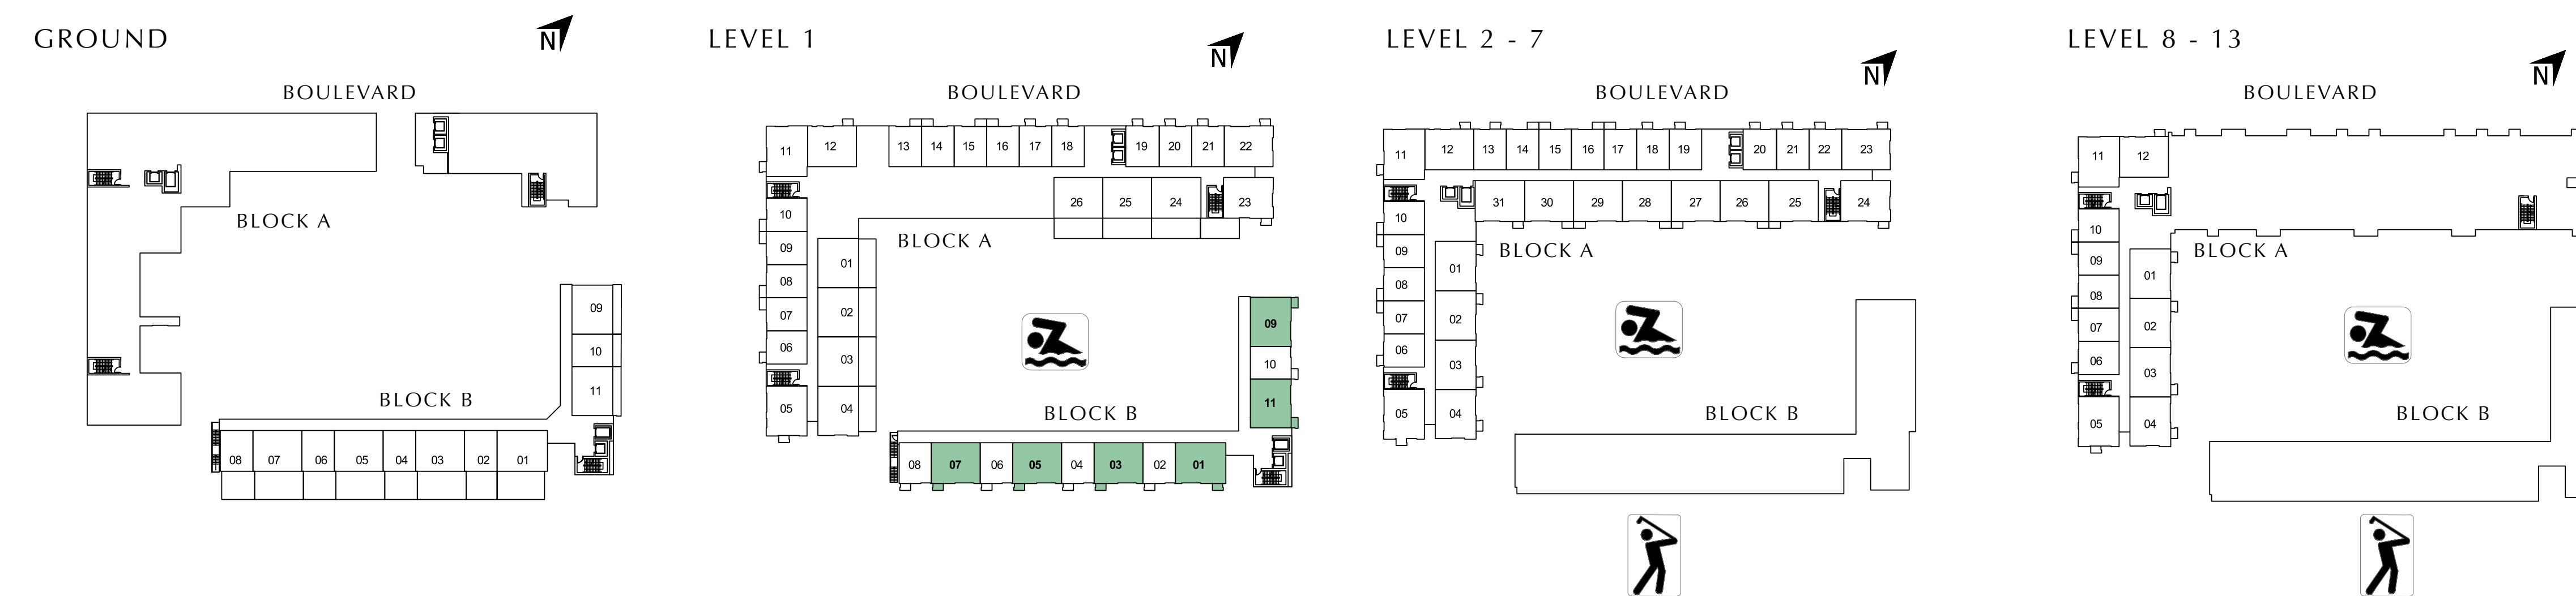 GROUND
N
BOULEVARD
BLOCK A
09
10
11
BLOCK B
08 07 06 05 04 03 02 01
LEVEL 1
N
BOULEVARD
11 12 13 14 15 16 17 18 19 20 21 22
26 25 24 23
10
09
08
07
06
05
01
02
03
04
BLOCK A
09
10
11
BLOCK B
08 07 06 05 04 03 02 01
LEVEL 2 - 7
N
BOULEVARD
11 12 13 14 15 16 17 18 19 20 21 22 23
31 30 29 28 27 26 25 24
10
09
08
07
06
05
01
02
03
04
BLOCK A
BLOCK B
LEVEL 8 - 13
N
BOULEVARD
11 12
10
09
08
07
06
05
01
02
03
04
BLOCK A
BLOCK B